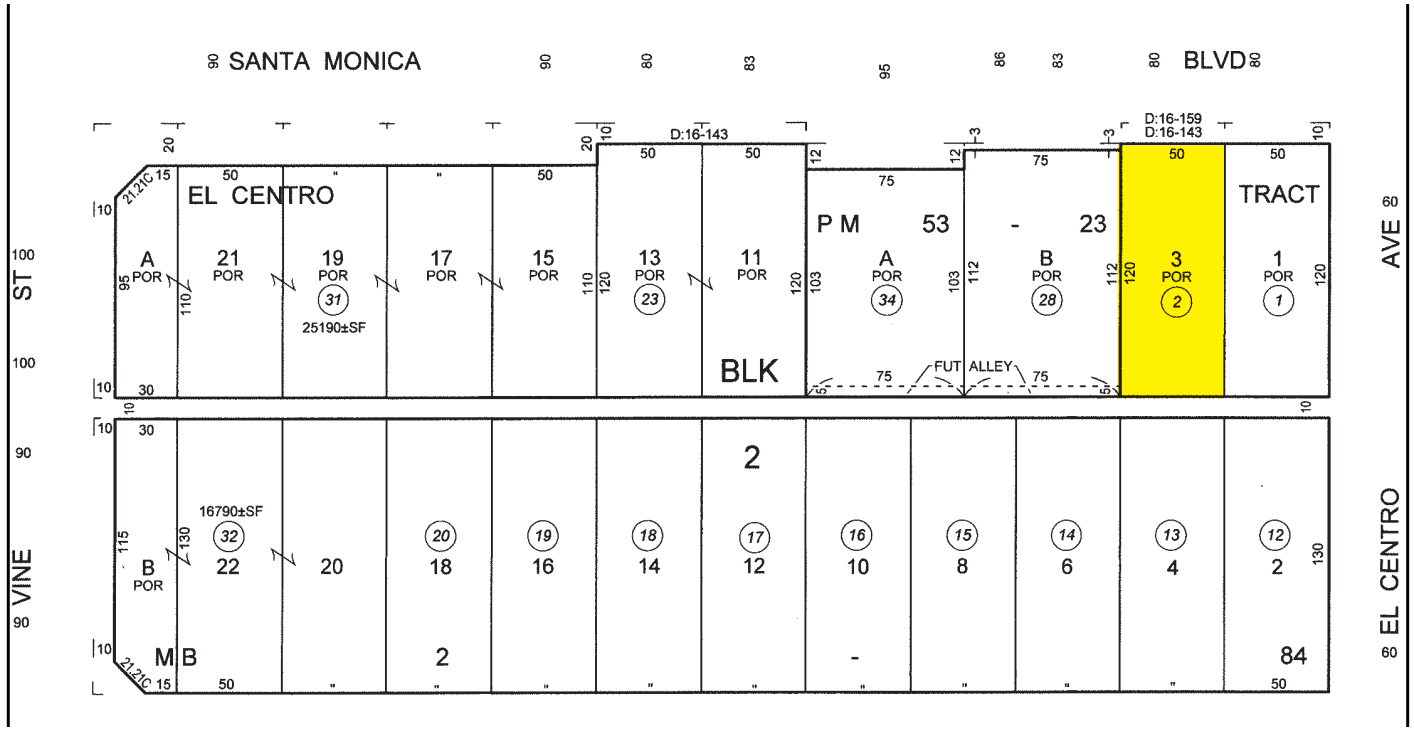 90 SANTA MONICA 90 80 83 95 86 83 80 BLVD 80
D:16-159
20 20 10 D:16-143 3 3 D:16-143 10
12 12
21.21C 15 50 " " 50 50 50 75 75 50 50
EL CENTRO TRACT
10 PM 53 - 23 60
ST 100 AVE
A 21 19 17 15 13 11 A B 3 1
POR POR POR POR POR POR POR POR POR POR POR
95 110 110 120 120 103 103 112 112 120 120
31 23 34 28 2 1
25190±SF
100
BLK FUT ALLEY
10 30 75 75
5 5
10 10
10 30
90 2
16790±SF
32 20 19 18 17 16 15 14 13 12
115 130 130
B 22 20 18 16 14 12 10 8 6 4 2
POR
90 VINE 60 EL CENTRO
10 MB 2 - 84
21.21C 15 50 " " " " " " " " " 50